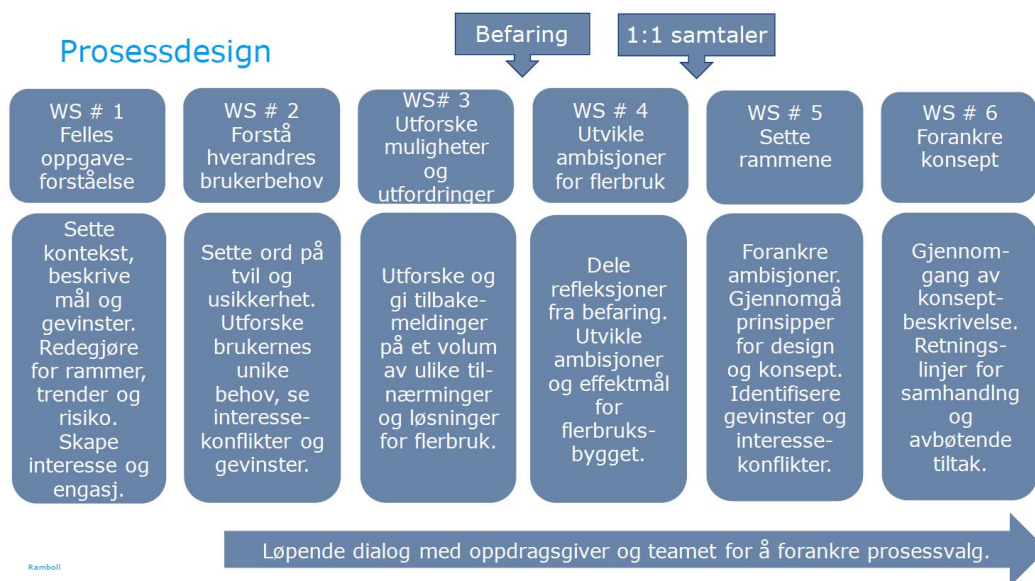 Prosessdesign
Befaring
1:1 samtaler
WS # 1
Felles
oppgave-
forståelse
WS # 2
Forstå
hverandres
brukerbehov
WS# 3
Utforske
muligheter
og
utfordringer
WS # 4
Utvikle
ambisjoner
for flerbruk
WS # 5
Sette
rammene
WS # 6
Forankre
konsept
Sette
kontekst,
beskrive
mål og
gevinster.
Redegjøre
for rammer,
trender og
risiko.
Skape
interesse og
engasj.
Sette ord på
tvil og
usikkerhet.
Utforske
brukernes
unike
behov, se
interesse-
konflikter og
gevinster.
Utforske og
gi tilbake-
meldinger
på et volum
av ulike til-
nærminger
og løsninger
for flerbruk.
Dele
refleksjoner
fra befaring.
Utvikle
ambisjoner
og effektmål
for
flerbruks-
bygget.
Forankre
ambisjoner.
Gjennomgå
prinsipper
for design
og konsept.
Identifisere
gevinster og
interesse-
konflikter.
Gjennom-
gang av
konsept-
beskrivelse.
Retnings-
linjer for
samhandlng
og
avbøtende
tiltak.
Løpende dialog med oppdragsgiver og teamet for å forankre prosessvalg.
Ramboll